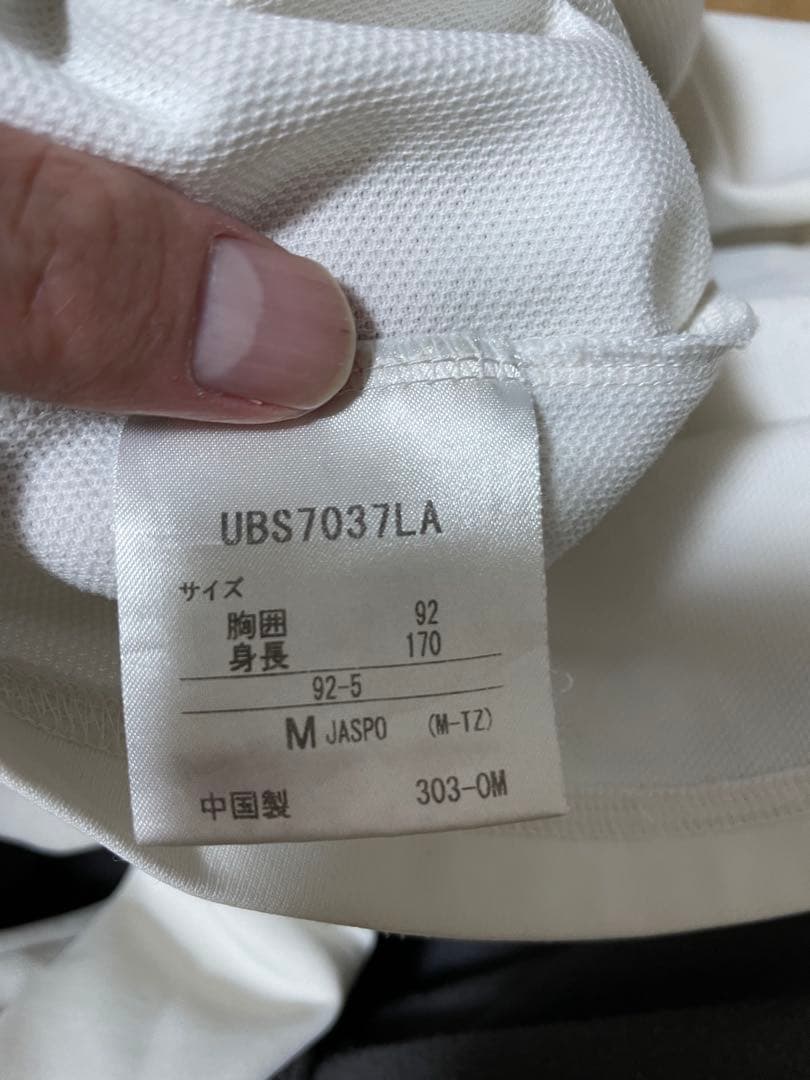 UBS7037LA
サイズ
胸囲 92
身長 170
92-5
M JASPO (M-TZ)
中国製 303-0M